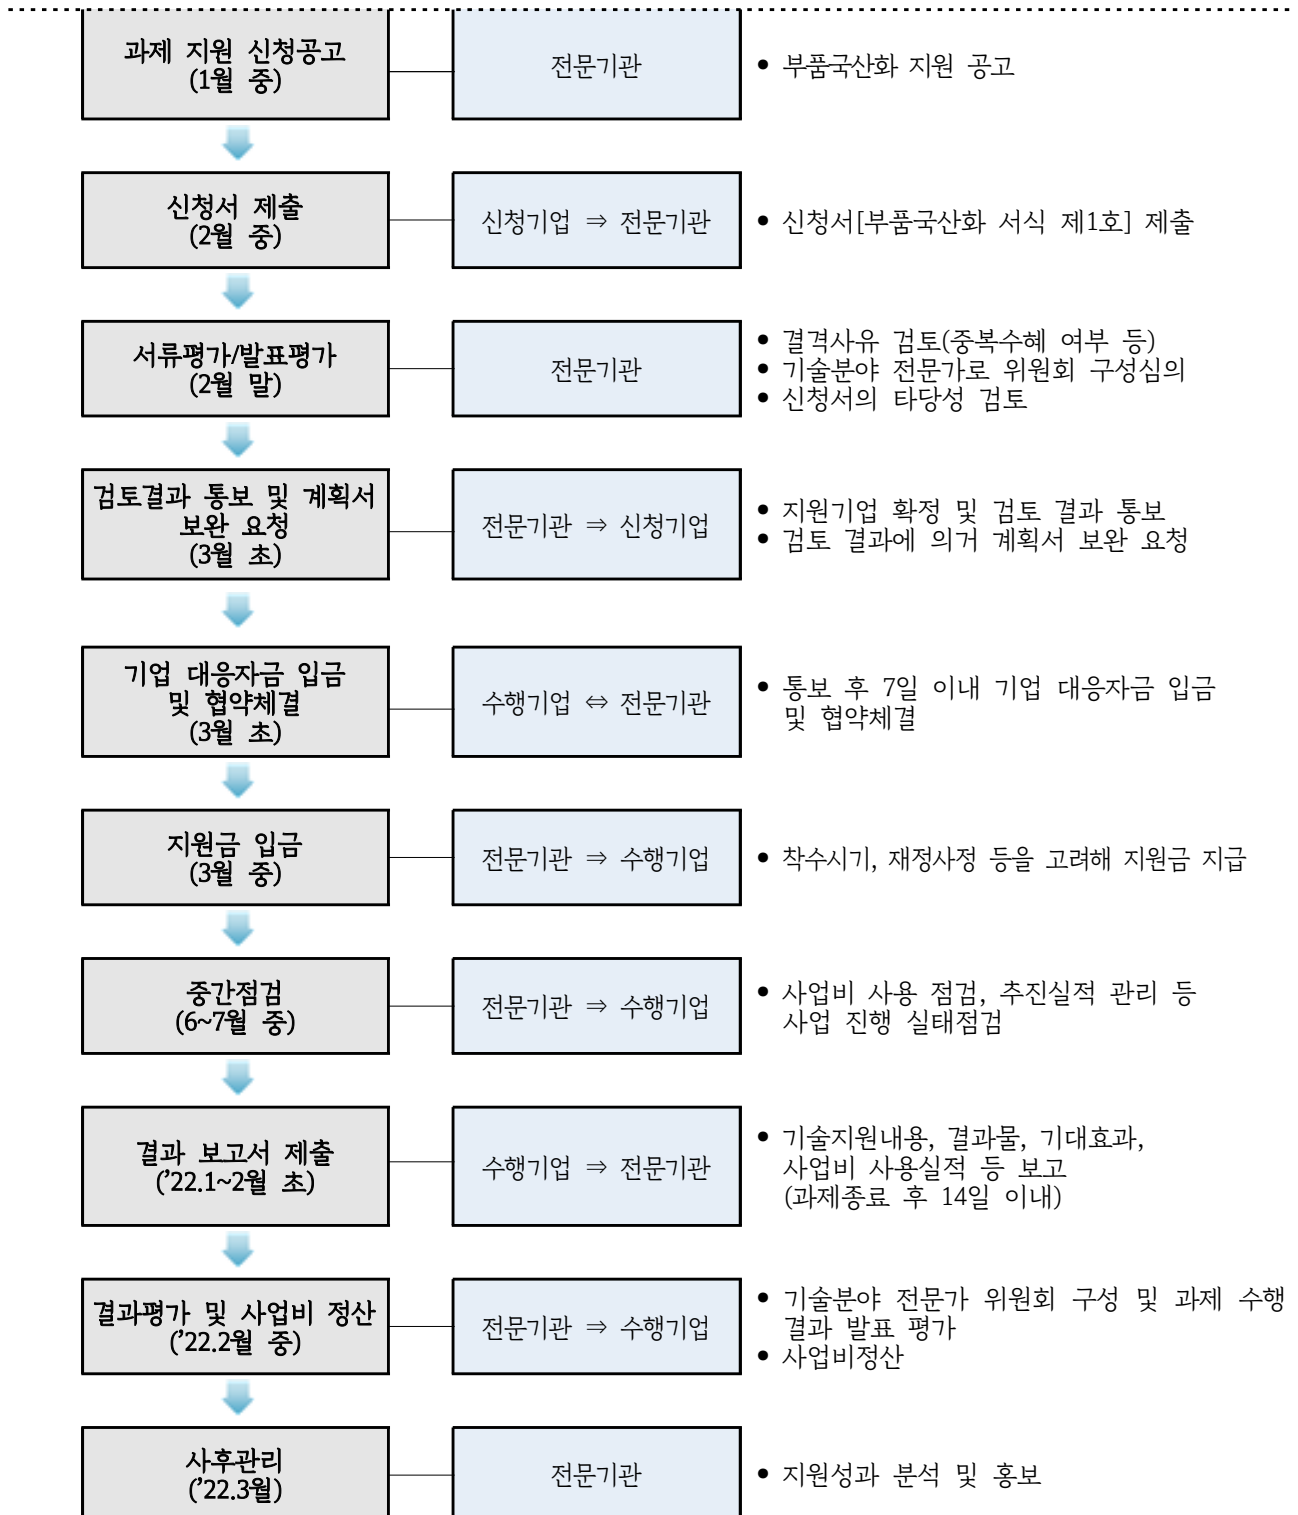 과제 지원 신청공고
(1월 중)
전문기관
• 부품국산화 지원 공고
신청서 제출
(2월 중)
신청기업 ⇒ 전문기관
• 신청서[부품국산화 서식 제1호] 제출
서류평가/발표평가
(2월 말)
전문기관
• 결격사유 검토(중복수혜 여부 등)
• 기술분야 전문가로 위원회 구성심의
• 신청서의 타당성 검토
검토결과 통보 및 계획서
보완 요청
(3월 초)
전문기관 ⇒ 신청기업
• 지원기업 확정 및 검토 결과 통보
• 검토 결과에 의거 계획서 보완 요청
기업 대응자금 입금
및 협약체결
(3월 초)
수행기업 ⇔ 전문기관
• 통보 후 7일 이내 기업 대응자금 입금
및 협약체결
지원금 입금
(3월 중)
전문기관 ⇒ 수행기업
• 착수시기, 재정사정 등을 고려해 지원금 지급
중간점검
(6~7월 중)
전문기관 ⇒ 수행기업
• 사업비 사용 점검, 추진실적 관리 등
사업 진행 실태점검
결과 보고서 제출
(’22.1~2월 초)
수행기업 ⇒ 전문기관
• 기술지원내용, 결과물, 기대효과,
사업비 사용실적 등 보고
(과제종료 후 14일 이내)
결과평가 및 사업비 정산
(’22.2월 중)
전문기관 ⇒ 수행기업
• 기술분야 전문가 위원회 구성 및 과제 수행
결과 발표 평가
• 사업비정산
사후관리
(’22.3월)
전문기관
• 지원성과 분석 및 홍보